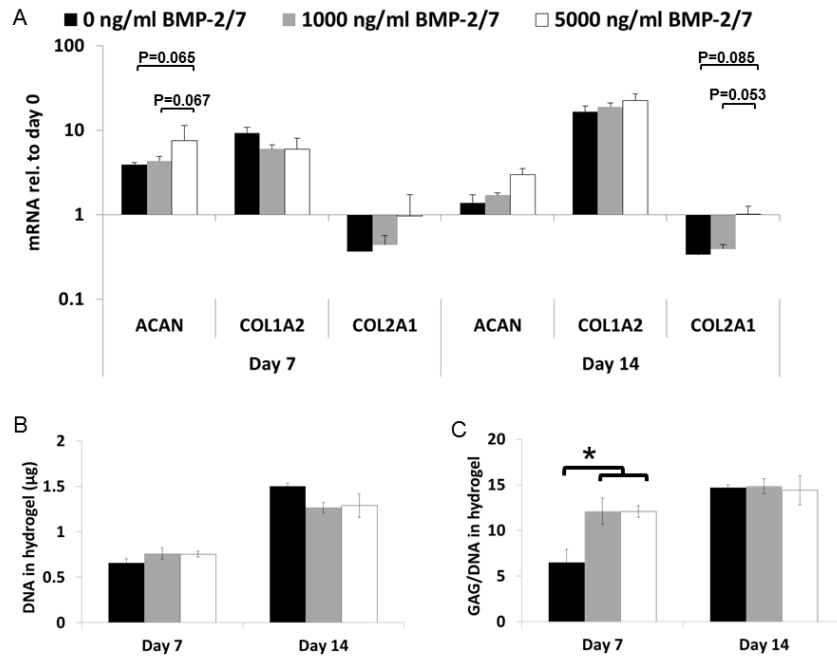 A
0 ng/ml BMP-2/7 1000 ng/ml BMP-2/7 5000 ng/ml BMP-2/7
mRNA rel. to day 0
100
10
1
0.1
P=0.065
P=0.067
P=0.085
P=0.053
ACAN COL1A2 COL2A1 ACAN COL1A2 COL2A1
Day 7 Day 14
B
DNA in hydrogel (µg)
2
1.5
1
0.5
0
Day 7 Day 14
C
GAG/DNA in hydrogel
20
15
10
5
0
*
Day 7 Day 14